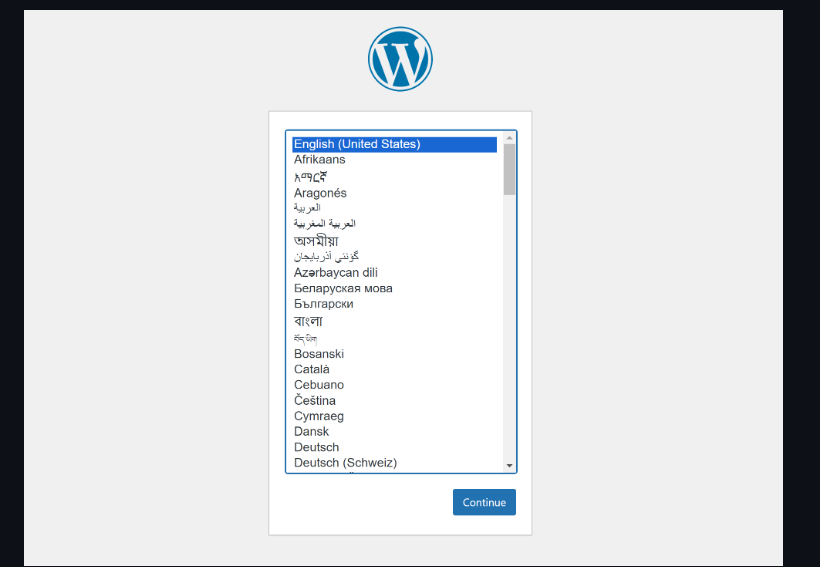 English (United States)
Afrikaans
አማርኛ
Aragonés
العربية
العربية المغربية
অসমীয়া
گؤنئی آذربایجان
Azərbaycan dili
Беларуская мова
Български
বাংলা
བོད་ཡིག
Bosanski
Català
Cebuano
Čeština
Cymraeg
Dansk
Deutsch
Deutsch (Schweiz)
Continue